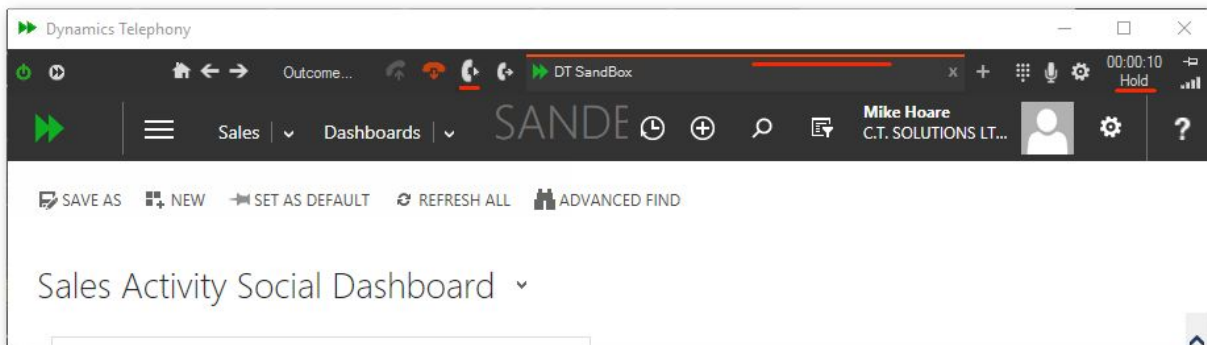 Dynamics Telephony
Outcome... DT SandBox 00:00:10
Hold
Sales Dashboards SANDE Mike Hoare
C.T. SOLUTIONS LT...
SAVE AS NEW SET AS DEFAULT REFRESH ALL ADVANCED FIND
Sales Activity Social Dashboard